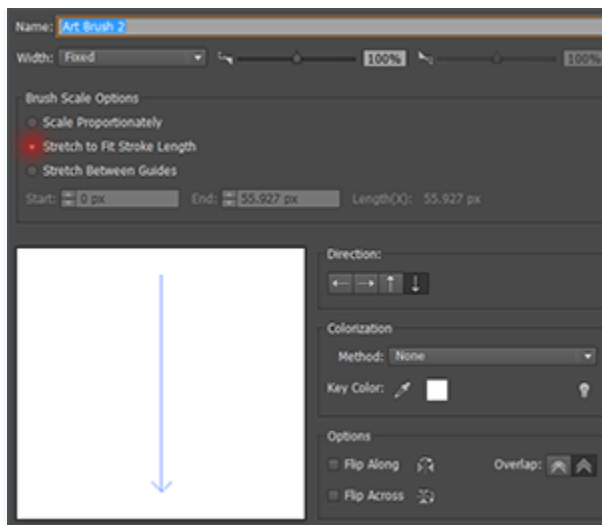 Name: Art Brush 2
Width: Fixed 100% 100%
Brush Scale Options
Scale Proportionately
Stretch to Fit Stroke Length
Stretch Between Guides
Start: 0 px End: 55.927 px Length(X): 55.927 px
Direction:
Colorization
Method: None
Key Color:
Options
Flip Along Overlap:
Flip Across